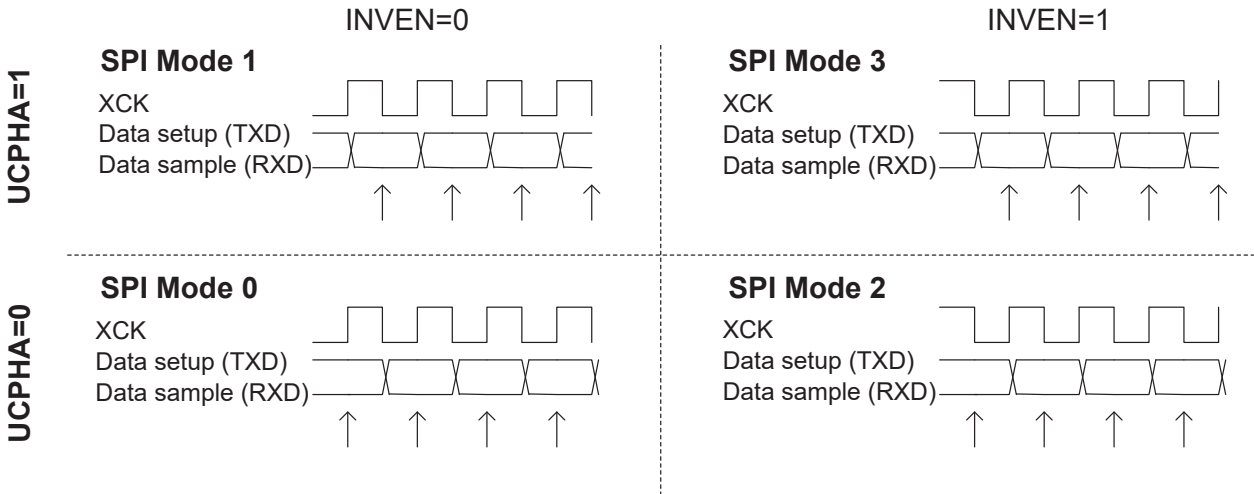 INVEN=0
INVEN=1
UCPHA=1
SPI Mode 1
XCK
Data setup (TXD)
Data sample (RXD)
SPI Mode 3
XCK
Data setup (TXD)
Data sample (RXD)
UCPHA=0
SPI Mode 0
XCK
Data setup (TXD)
Data sample (RXD)
SPI Mode 2
XCK
Data setup (TXD)
Data sample (RXD)